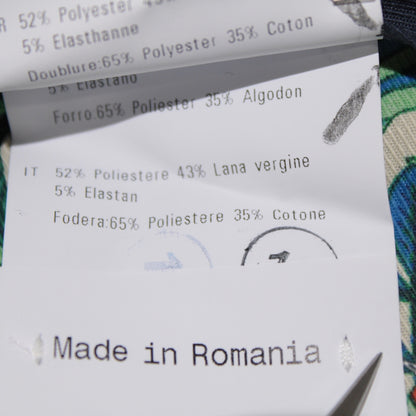 R 52% Polyester 43%
5% Elasthanne
Doublure:65% Polyester 35% Coton
5% Elastano
Forro:65% Poliester 35% Algodon
IT 52% Poliestere 43% Lana vergine
5% Elastan
Fodera:65% Poliestere 35% Cotone
1
Made in Romania